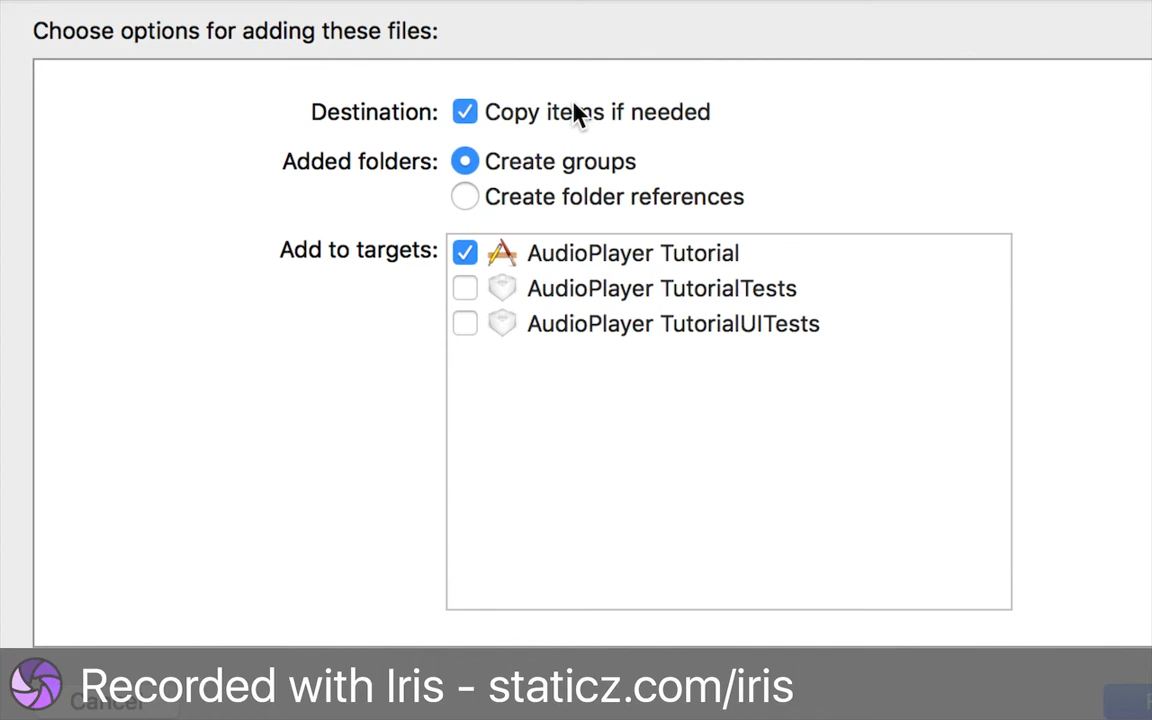 Choose options for adding these files:
Destination: Copy items if needed
Added folders: Create groups
Create folder references
Add to targets: AudioPlayer Tutorial
AudioPlayer TutorialTests
AudioPlayer TutorialUITests
Recorded with Iris - staticz.com/iris
Cancel